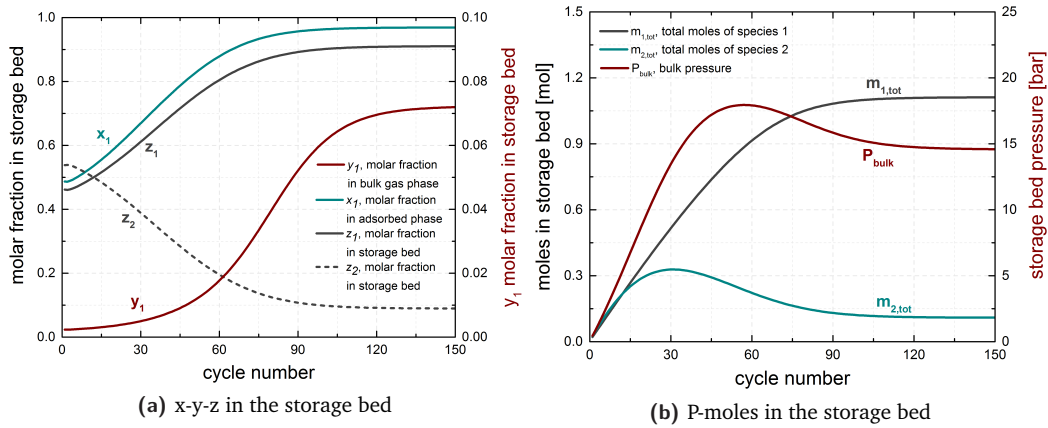 1.0
0.8
0.6
0.4
0.2
0.0
molar fraction in storage bed
0.10
0.08
0.06
0.04
0.02
0.00
y1 molar fraction in storage bed
x1
z1
z2
y1
y1, molar fraction
in bulk gas phase
x1, molar fraction
in adsorbed phase
z1, molar fraction
in storage bed
z2, molar fraction
in storage bed
0 30 60 90 120 150
cycle number
(a) x-y-z in the storage bed
1.5
1.2
0.9
0.6
0.3
0.0
moles in storage bed [mol]
25
20
15
10
5
0
storage bed pressure [bar]
m1,tot, total moles of species 1
m2,tot, total moles of species 2
Pbulk, bulk pressure
m1,tot
Pbulk
m2,tot
0 30 60 90 120 150
cycle number
(b) P-moles in the storage bed